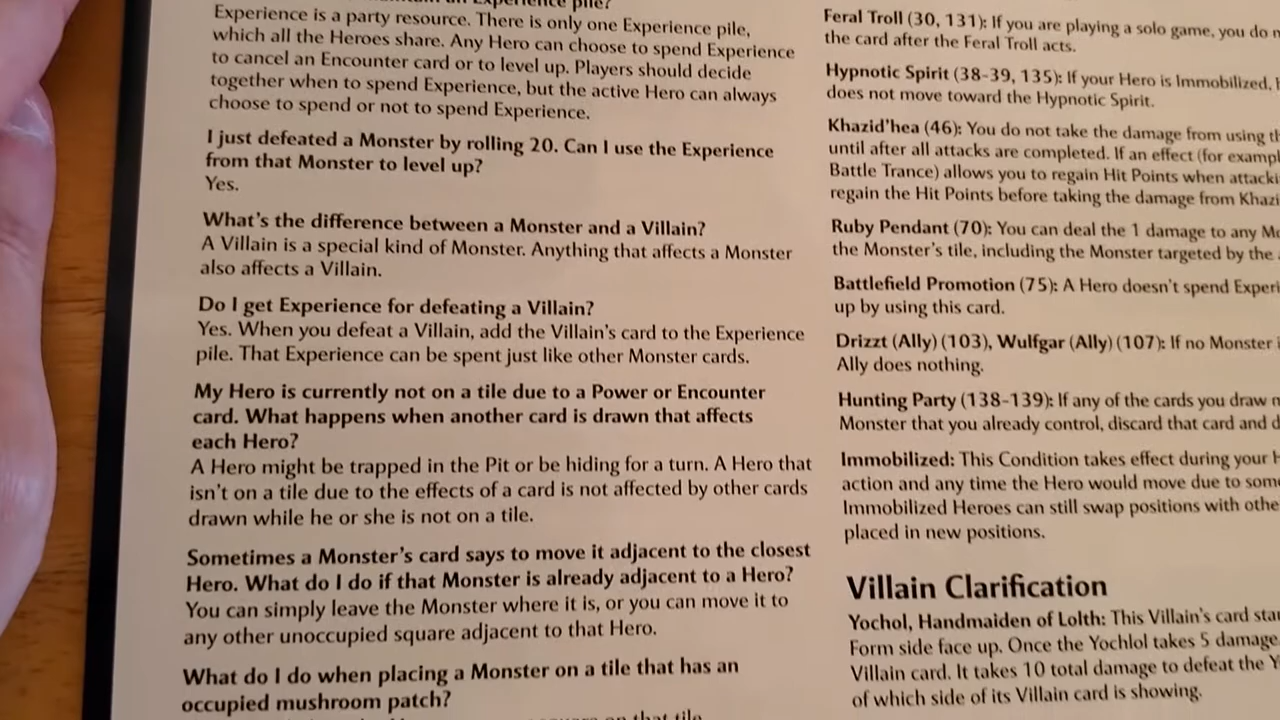 Experience pile?
Experience is a party resource. There is only one Experience pile,
which all the Heroes share. Any Hero can choose to spend Experience
to cancel an Encounter card or to level up. Players should decide
together when to spend Experience, but the active Hero can always
choose to spend or not to spend Experience.
I just defeated a Monster by rolling 20. Can I use the Experience
from that Monster to level up?
Yes.
What's the difference between a Monster and a Villain?
A Villain is a special kind of Monster. Anything that affects a Monster
also affects a Villain.
Do I get Experience for defeating a Villain?
Yes. When you defeat a Villain, add the Villain's card to the Experience
pile. That Experience can be spent just like other Monster cards.
My Hero is currently not on a tile due to a Power or Encounter
card. What happens when another card is drawn that affects
each Hero?
A Hero might be trapped in the Pit or be hiding for a turn. A Hero that
isn't on a tile due to the effects of a card is not affected by other cards
drawn while he or she is not on a tile.
Sometimes a Monster's card says to move it adjacent to the closest
Hero. What do I do if that Monster is already adjacent to a Hero?
You can simply leave the Monster where it is, or you can move it to
any other unoccupied square adjacent to that Hero.
What do I do when placing a Monster on a tile that has an
occupied mushroom patch?
on that tile
Feral Troll (30, 131): If you are playing a solo game, you do
the card after the Feral Troll acts.
Hypnotic Spirit (38-39, 135): If your Hero is Immobilized,
does not move toward the Hypnotic Spirit.
Khazid'hea (46): You do not take the damage from using
until after all attacks are completed. If an effect (for
Battle Trance) allows you to regain Hit Points when
regain the Hit Points before taking the damage from
Ruby Pendant (70): You can deal the 1 damage to any
the Monster's tile, including the Monster targeted by the
Battlefield Promotion (75): A Hero doesn't spend
up by using this card.
Drizzt (Ally) (103), Wulfgar (Ally) (107): If no Monster
Ally does nothing.
Hunting Party (138-139): If any of the cards you draw
Monster that you already control, discard that card and
Immobilized: This Condition takes effect during your
action and any time the Hero would move due to
Immobilized Heroes can still swap positions with
placed in new positions.
Villain Clarification
Yochol, Handmaiden of Lolth: This Villain's card
Form side face up. Once the Yochlol takes 5 damage
Villain card. It takes 10 total damage to defeat the
of which side of its Villain card is showing.